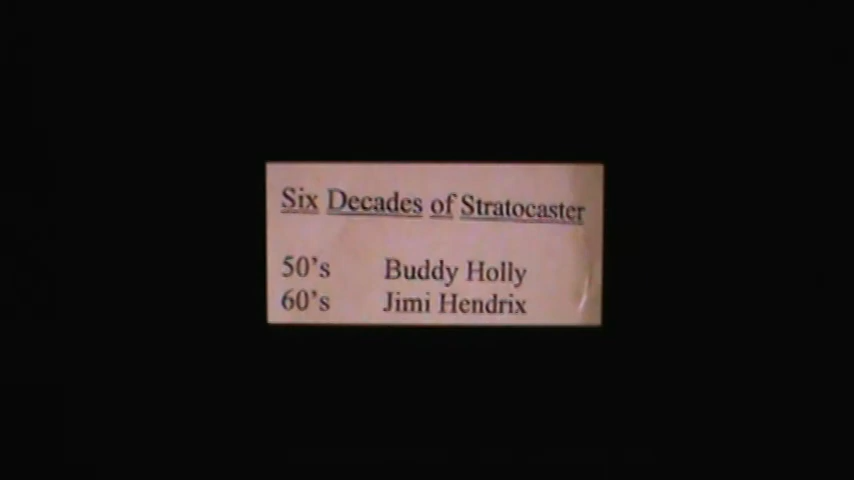 Six Decades of Stratocaster
50's Buddy Holly
60's Jimi Hendrix